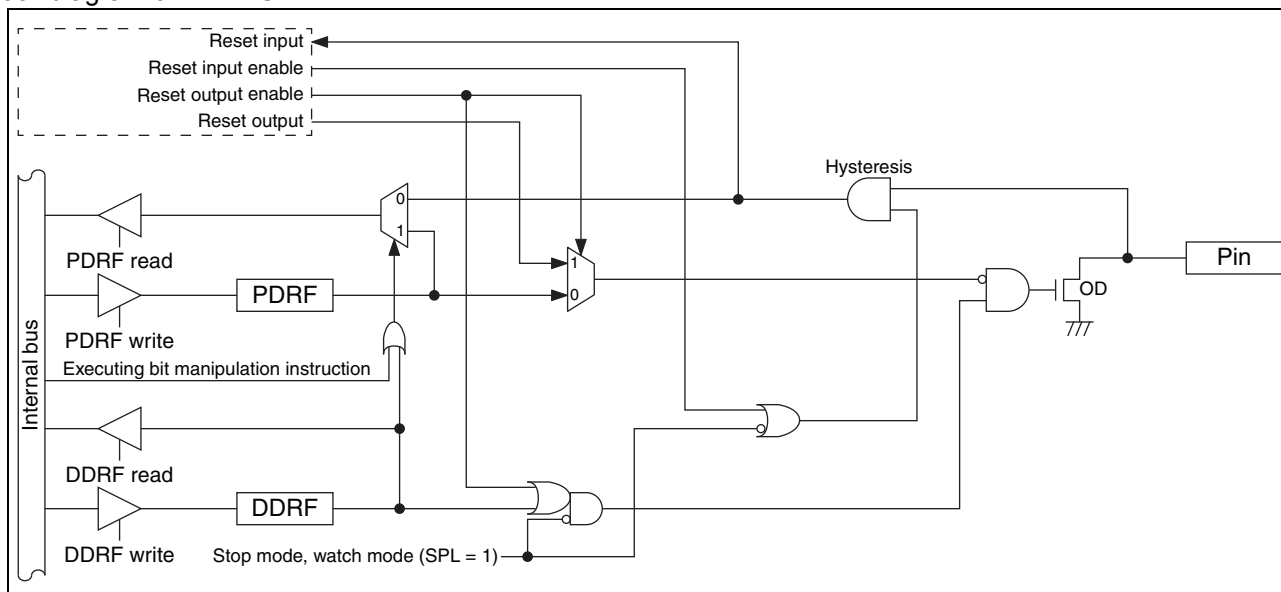 Reset input
Reset input enable
Reset output enable
Reset output
Hysteresis
0
1
PDRF read
1
0
Pin
OD
PDRF
PDRF write
Internal bus
Executing bit manipulation instruction
DDRF read
DDRF
DDRF write
Stop mode, watch mode (SPL = 1)